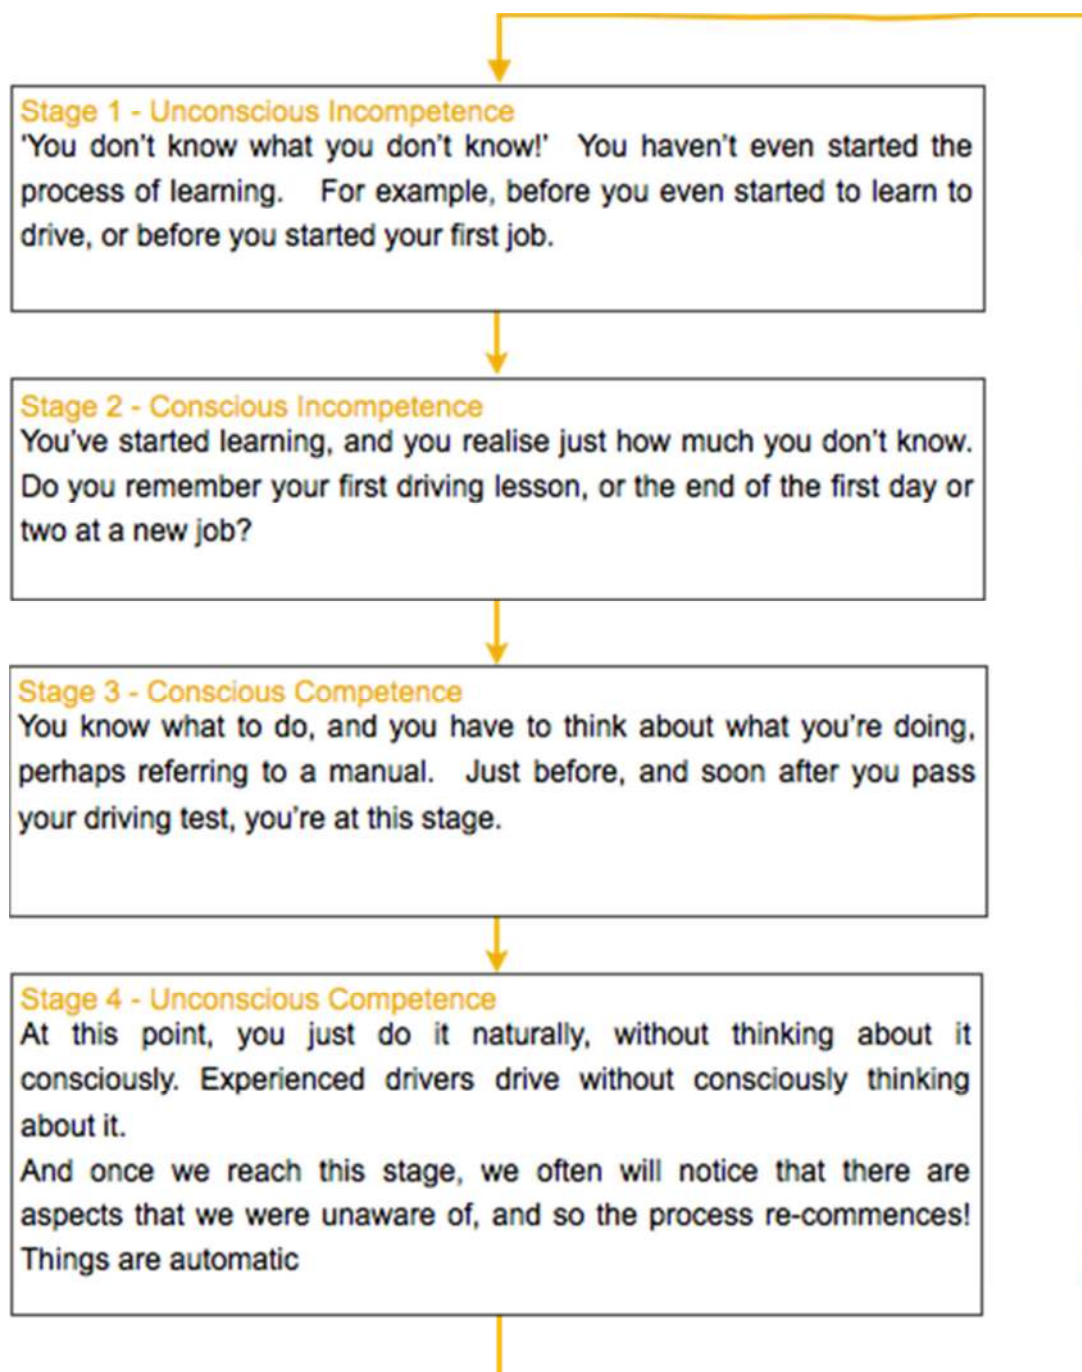 Stage 1 - Unconscious Incompetence
'You don't know what you don't know!' You haven't even started the
process of learning. For example, before you even started to learn to
drive, or before you started your first job.
Stage 2 - Conscious Incompetence
You've started learning, and you realise just how much you don't know.
Do you remember your first driving lesson, or the end of the first day or
two at a new job?
Stage 3 - Conscious Competence
You know what to do, and you have to think about what you're doing,
perhaps referring to a manual. Just before, and soon after you pass
your driving test, you're at this stage.
Stage 4 - Unconscious Competence
At this point, you just do it naturally, without thinking about it
consciously. Experienced drivers drive without consciously thinking
about it.
And once we reach this stage, we often will notice that there are
aspects that we were unaware of, and so the process re-commences!
Things are automatic